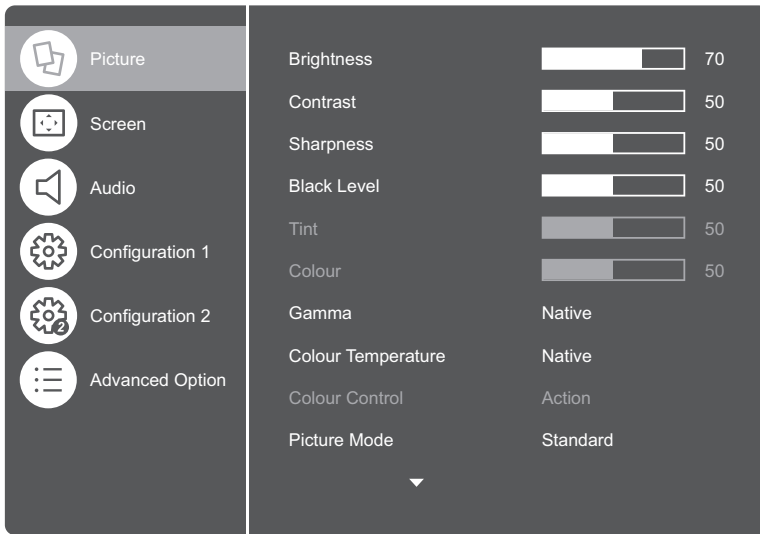 Picture
Screen
Audio
Configuration 1
Configuration 2
2
Advanced Option
Brightness 70
Contrast 50
Sharpness 50
Black Level 50
Tint 50
Colour 50
Gamma Native
Colour Temperature Native
Colour Control Action
Picture Mode Standard